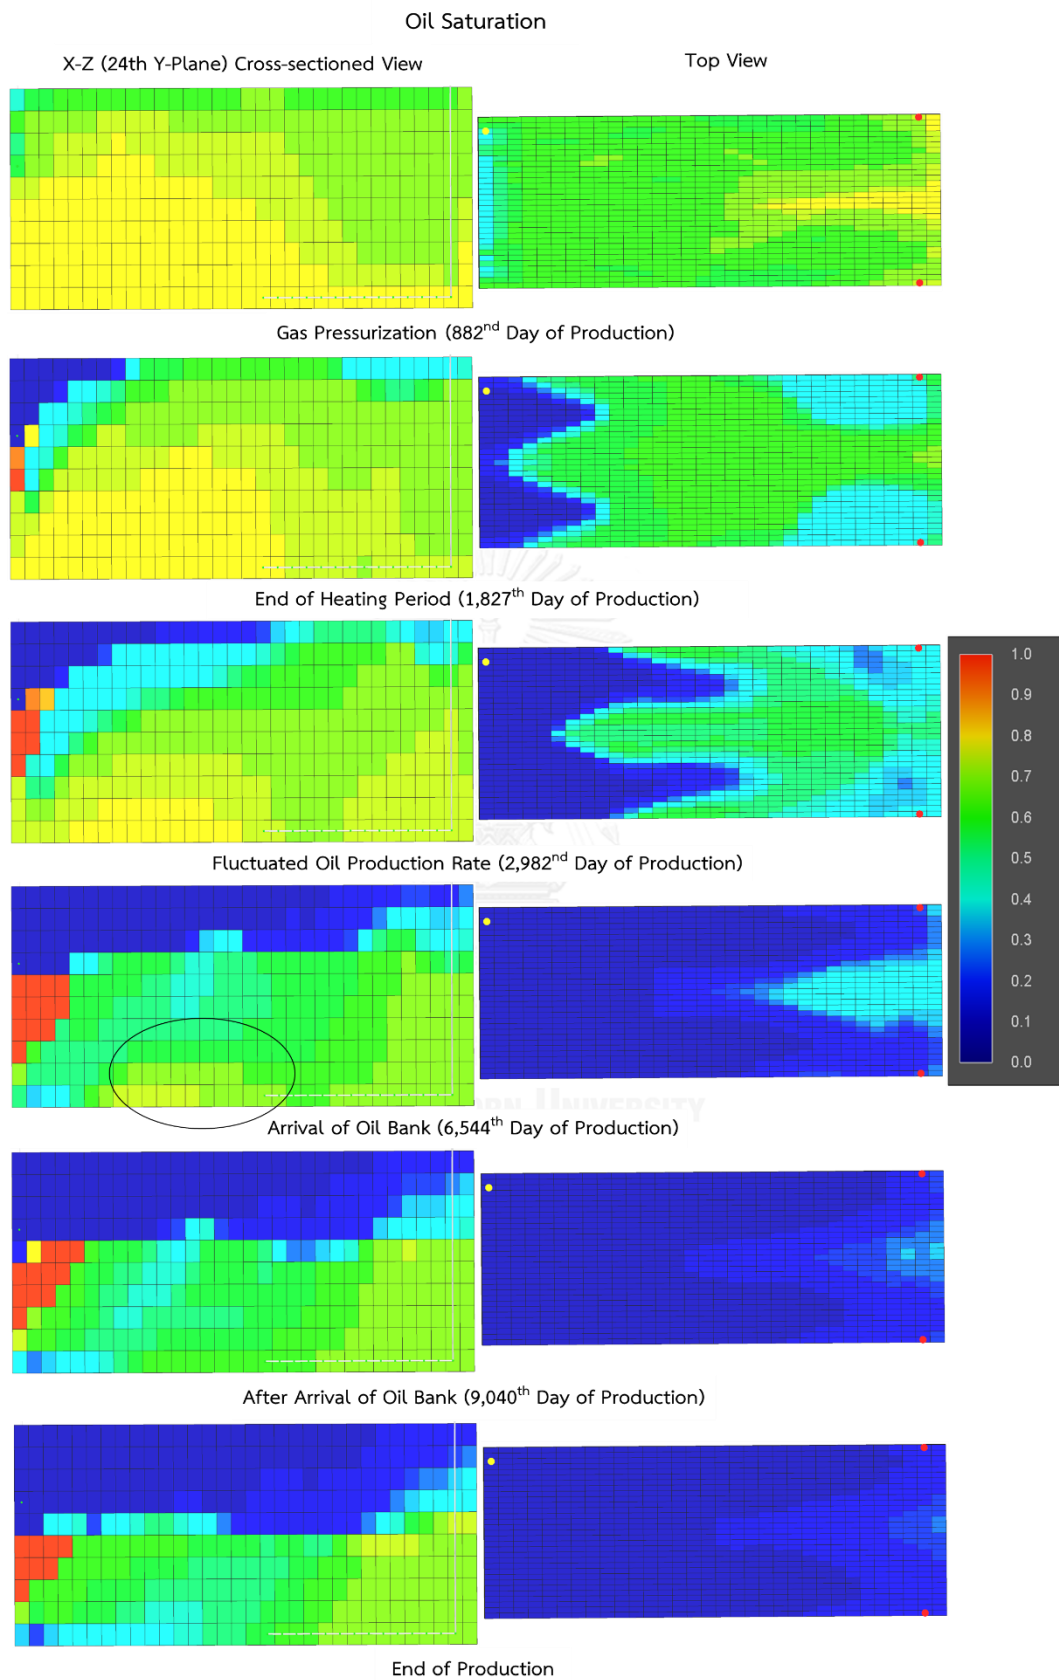 Oil Saturation
X-Z (24th Y-Plane) Cross-sectioned View
Top View
Gas Pressurization (882nd Day of Production)
End of Heating Period (1,827th Day of Production)
Fluctuated Oil Production Rate (2,982nd Day of Production)
1.0
0.9
0.8
0.7
0.6
0.5
0.4
0.3
0.2
0.1
0.0
UNIVERSITY
Arrival of Oil Bank (6,544th Day of Production)
After Arrival of Oil Bank (9,040th Day of Production)
End of Production